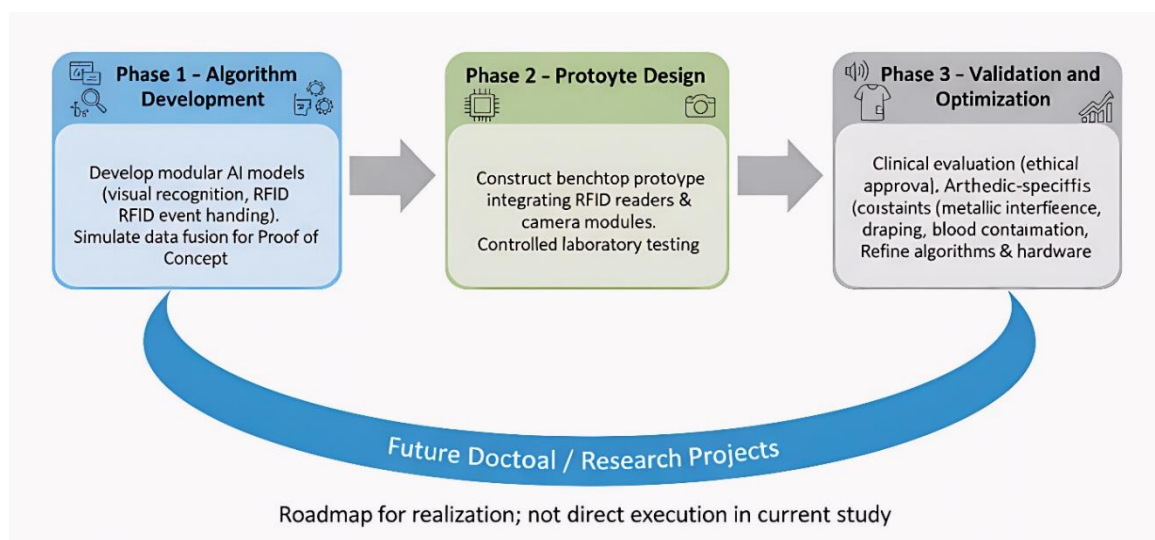 Phase 1 – Algorithm
Development
Develop modular AI models
(visual recognition, RFID
RFID event handing).
Simulate data fusion for Proof of
Concept
Phase 2 – Protoyte Design
Construct benchtop protoype
integrating RFID readers &
camera modules.
Controlled laboratory testing
Phase 3 – Validation and
Optimization
Clinical evaluation (ethical
approva), Arthedic-speciffis
(coıstaints (metallic interfieence,
draping, blood contaımation,
Refine algorithms & hardware
Future Doctoal / Research Projects
Roadmap for realization; not direct execution in current study